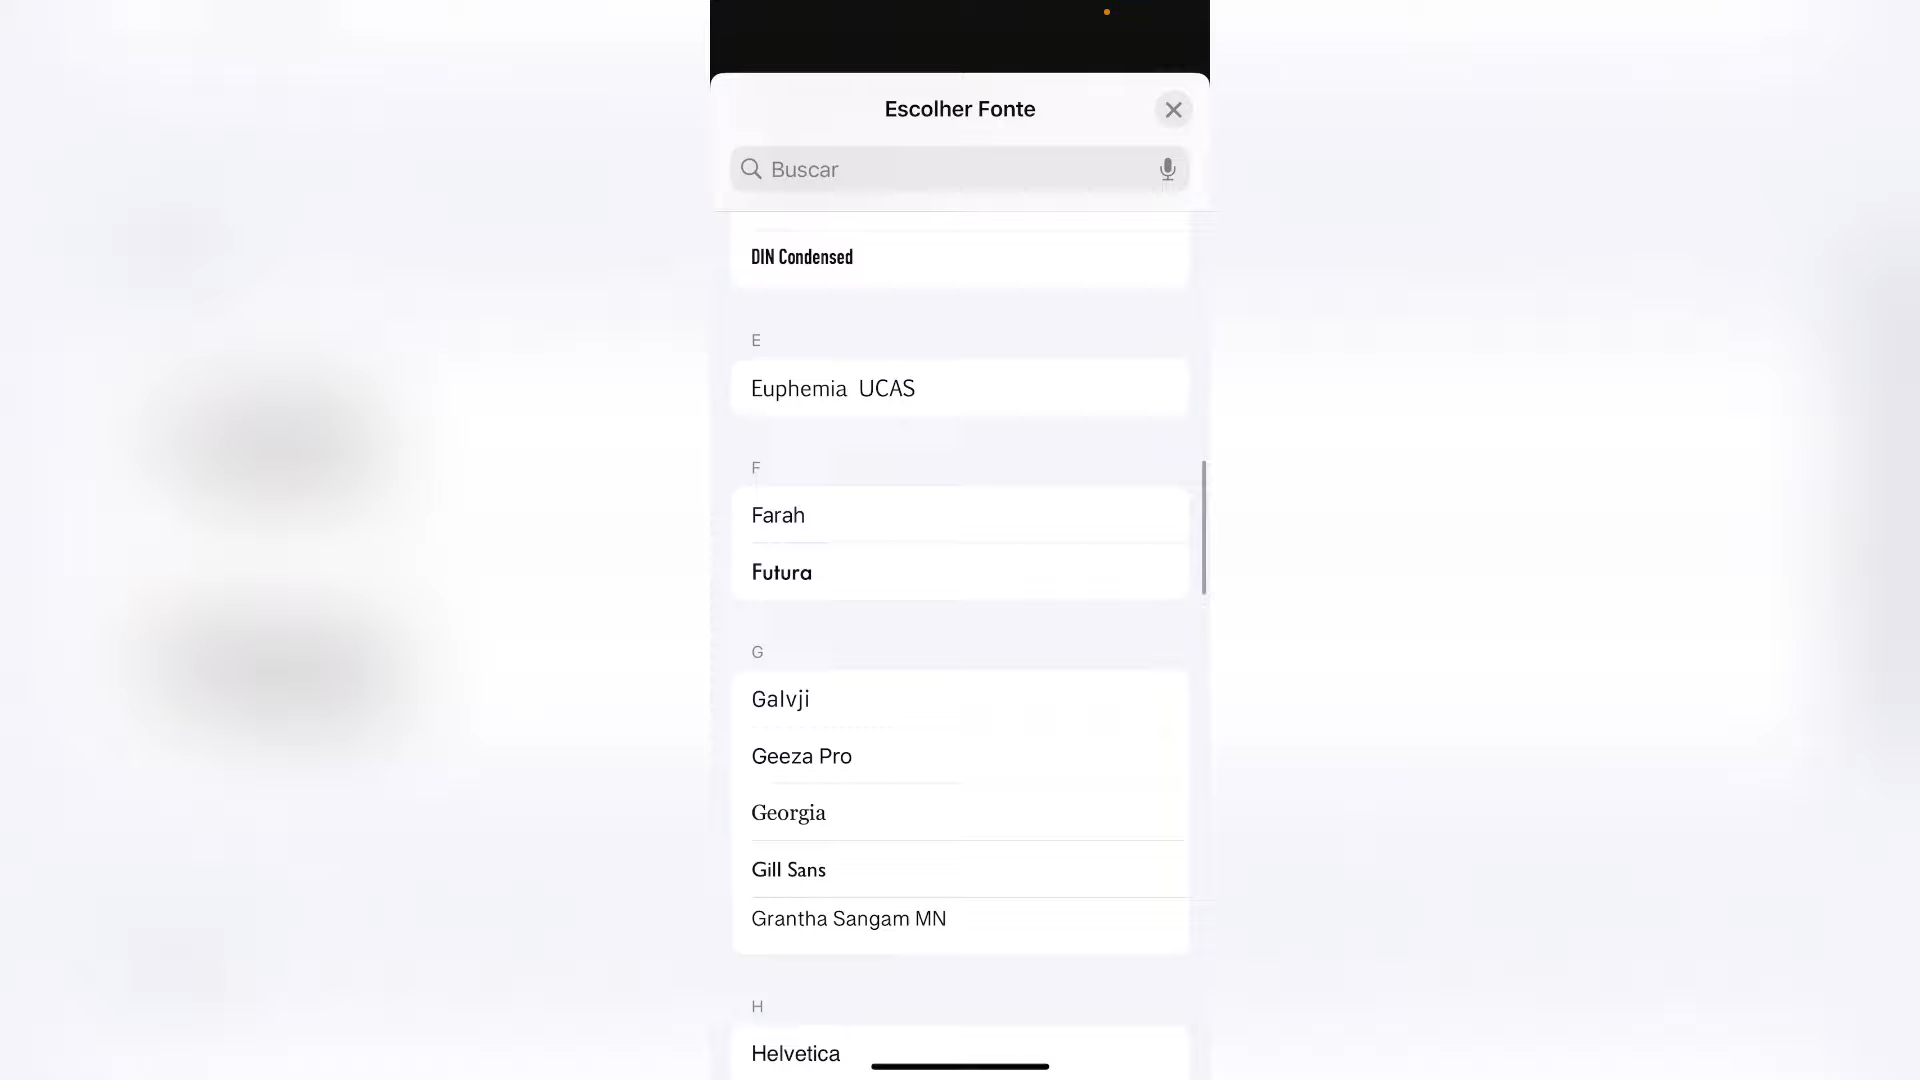 Escolher Fonte
Buscar
DIN Condensed
E
Euphemia UCAS
F
Farah
Futura
G
Galvji
Geeza Pro
Georgia
Gill Sans
Grantha Sangam MN
H
Helvetica